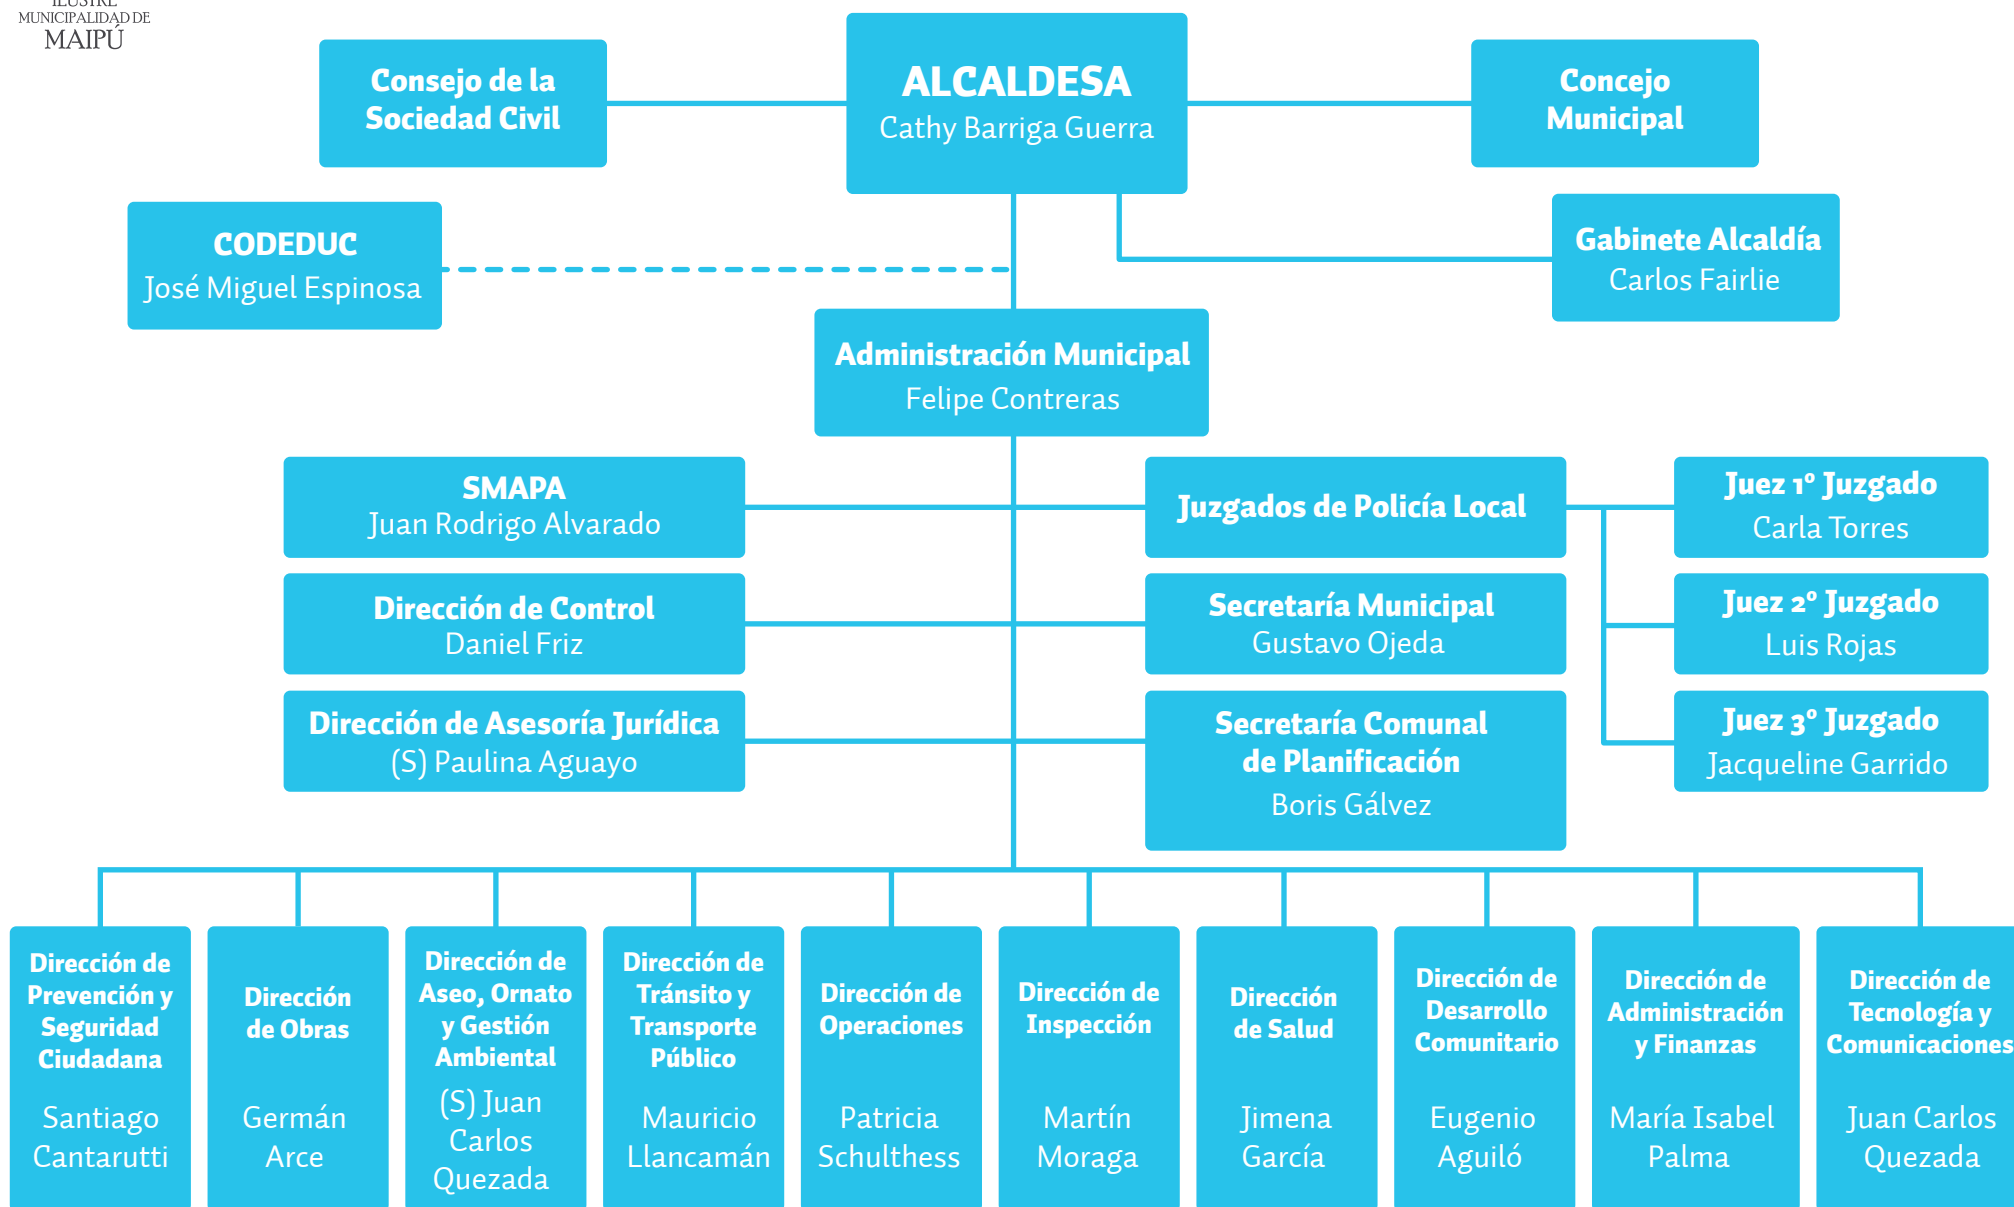 ILUSTRE
MUNICIPALIDAD DE
MAIPÚ
Consejo de la
Sociedad Civil
ALCALDESA
Cathy Barriga Guerra
Concejo
Municipal
CODEDUC
José Miguel Espinosa
Gabinete Alcaldía
Carlos Fairlie
Administración Municipal
Felipe Contreras
SMAPA
Juan Rodrigo Alvarado
Juzgados de Policía Local
Juez 1º Juzgado
Carla Torres
Dirección de Control
Daniel Friz
Secretaría Municipal
Gustavo Ojeda
Juez 2º Juzgado
Luis Rojas
Dirección de Asesoría Jurídica
(S) Paulina Aguayo
Secretaría Comunal
de Planificación
Boris Gálvez
Juez 3º Juzgado
Jacqueline Garrido
Dirección de
Prevención y
Seguridad
Ciudadana
Santiago
Cantarutti
Dirección
de Obras
Germán
Arce
Dirección de
Aseo, Ornato
y Gestión
Ambiental
(S) Juan
Carlos
Quezada
Dirección de
Tránsito y
Transporte
Público
Mauricio
Llancamán
Dirección de
Operaciones
Patricia
Schulthess
Dirección de
Inspección
Martín
Moraga
Dirección
de Salud
Jimena
García
Dirección de
Desarrollo
Comunitario
Eugenio
Aguiló
Dirección de
Administración
y Finanzas
María Isabel
Palma
Dirección de
Tecnología y
Comunicaciones
Juan Carlos
Quezada